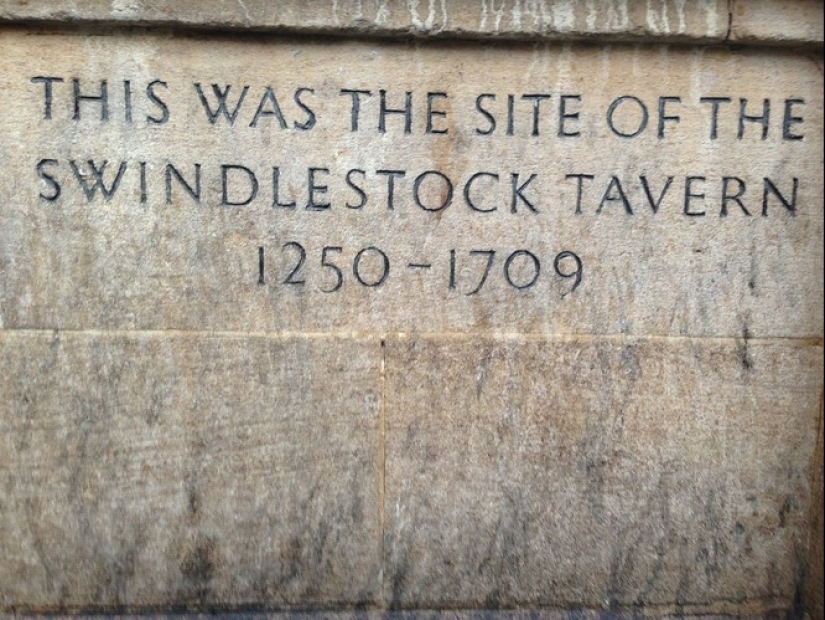 THIS WAS THE SITE OF THE
SWINDLESTOCK TAVERN
1250-1709